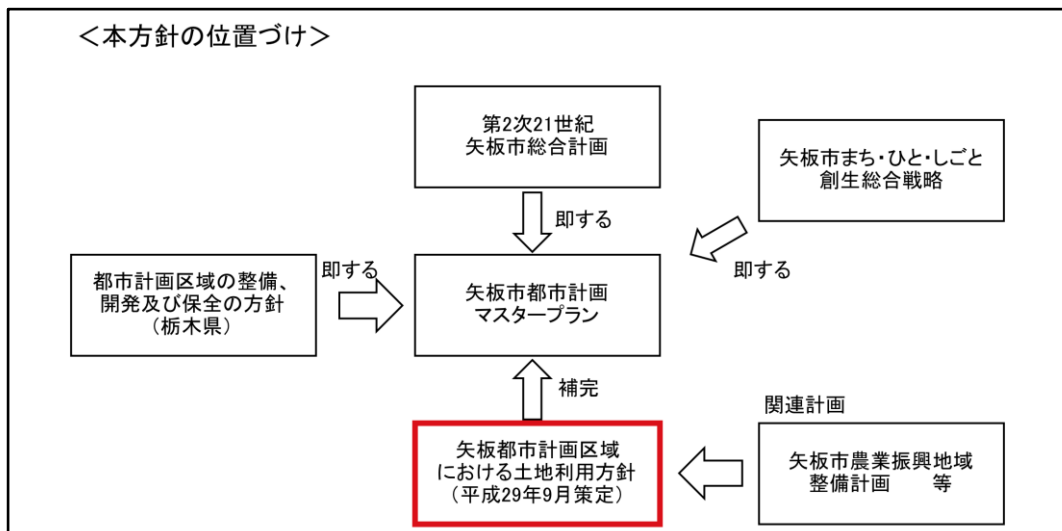 ＜本方針の位置づけ＞
第2次21世紀
矢板市総合計画
矢板市まち・ひと・しごと
創生総合戦略
即する
即する
即する
都市計画区域の整備、
開発及び保全の方針
（栃木県）
矢板市都市計画
マスタープラン
補完
関連計画
矢板都市計画区域
における土地利用方針
（平成29年9月策定）
矢板市農業振興地域
整備計画　　等